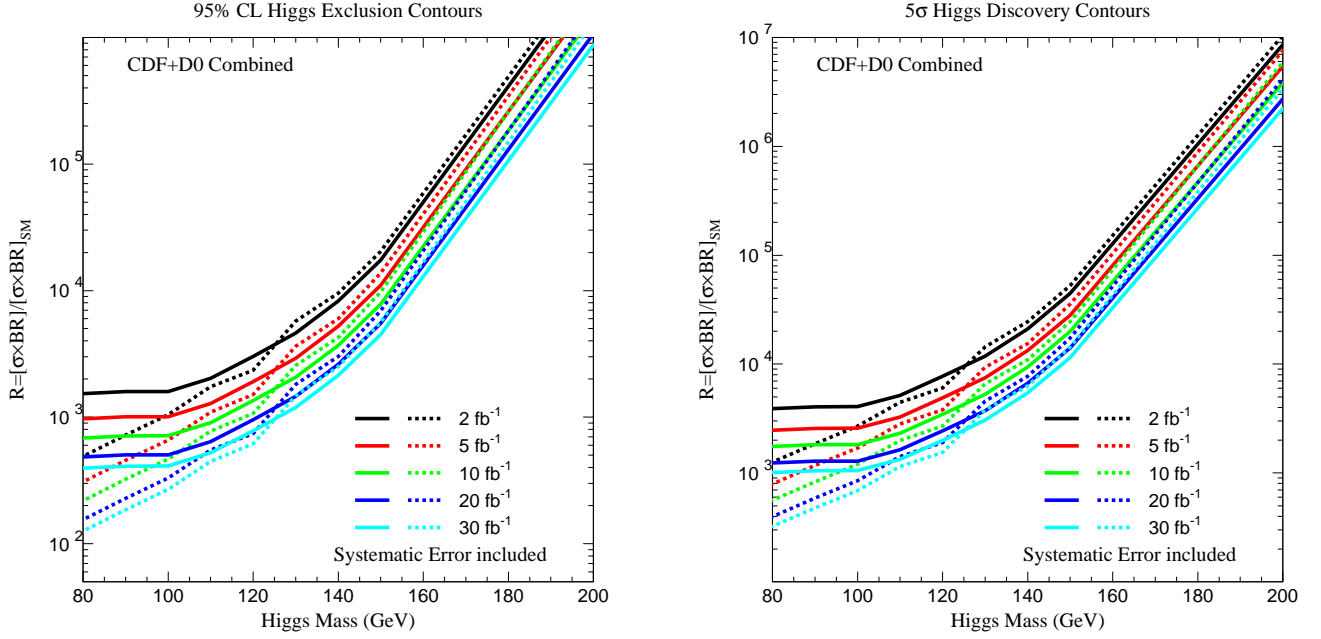 95% CL Higgs Exclusion Contours
CDF+D0 Combined
R=[σ×BR]/[σ×BR]SM
10^5
10^4
10^3
10^2
2 fb^-1
5 fb^-1
10 fb^-1
20 fb^-1
30 fb^-1
Systematic Error included
80 100 120 140 160 180 200
Higgs Mass (GeV)
5σ Higgs Discovery Contours
CDF+D0 Combined
R=[σ×BR]/[σ×BR]SM
10^7
10^6
10^5
10^4
10^3
2 fb^-1
5 fb^-1
10 fb^-1
20 fb^-1
30 fb^-1
Systematic Error included
80 100 120 140 160 180 200
Higgs Mass (GeV)